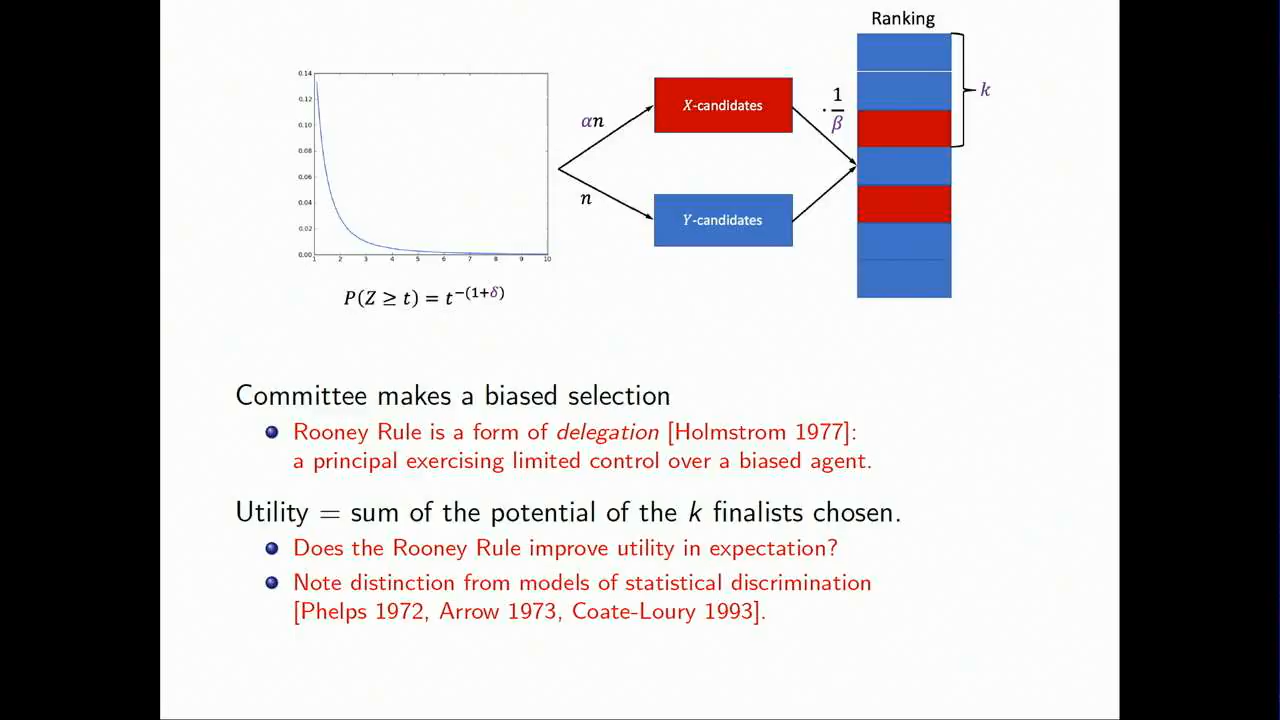 Ranking
k
X-candidates
Y-candidates
αn
n
· 1/β
0.14
0.12
0.10
0.08
0.06
0.04
0.02
0.00
1 2 3 4 5 6 7 8 9 10
P(Z ≥ t) = t^−(1+δ)
Committee makes a biased selection
Rooney Rule is a form of delegation [Holmstrom 1977]:
a principal exercising limited control over a biased agent.
Utility = sum of the potential of the k finalists chosen.
Does the Rooney Rule improve utility in expectation?
Note distinction from models of statistical discrimination
[Phelps 1972, Arrow 1973, Coate-Loury 1993].